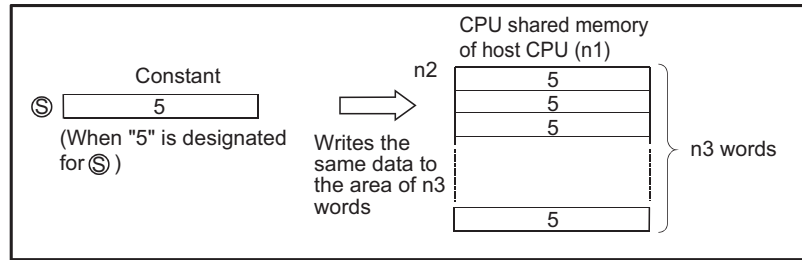 Constant
Ⓢ 5
(When "5" is designated
for Ⓢ )
Writes the
same data to
the area of n3
words
CPU shared memory
of host CPU (n1)
n2
5
5
5
5
n3 words